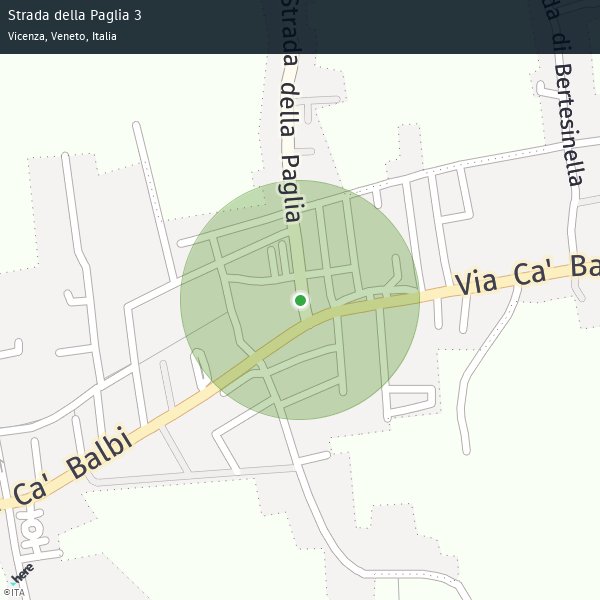 Strada della Paglia 3
Vicenza, Veneto, Italia
Strada della Paglia
da di Bertesinella
Via Ca' Ba
Ca' Balbi
here
©ITA